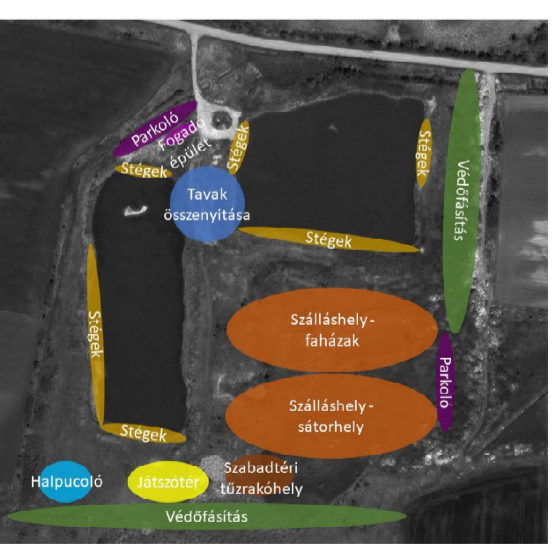 Parkoló
Fogadó
épület
Stégek
Stégek
Stégek
Védőfásítás
Tavak
összenyitása
Stégek
Stégek
Szálláshely -
faházak
Parkoló
Szálláshely -
sátorhely
Stégek
Halpucoló
Játszótér
Szabadtéri
tűzrakóhely
Védőfásítás